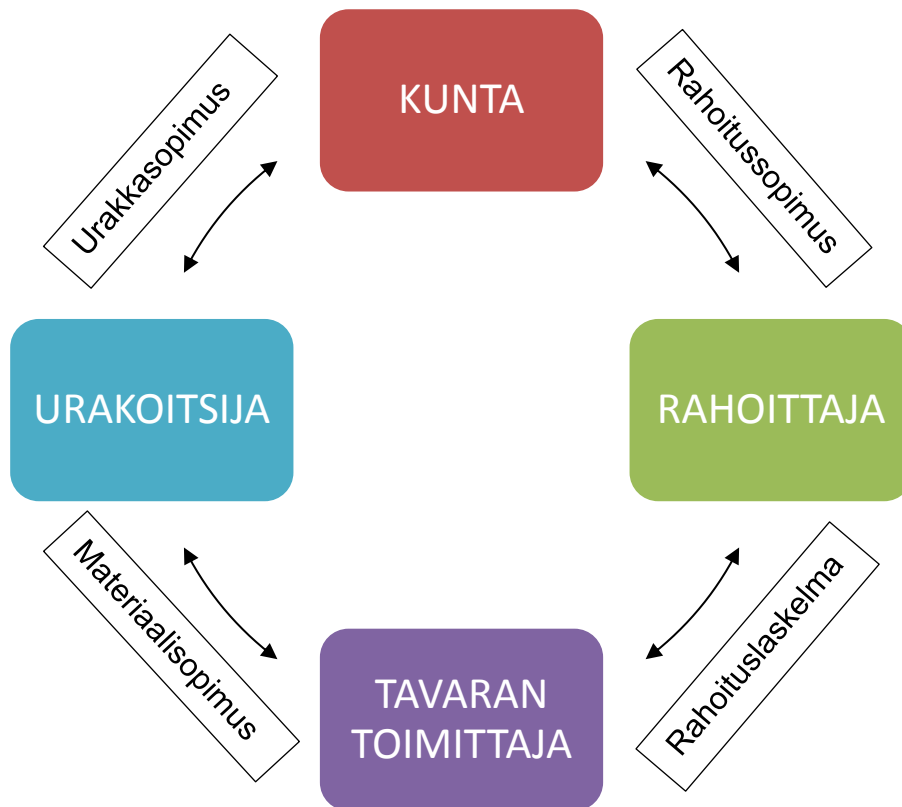 KUNTA
Urakkasopimus
Rahoitussopimus
URAKOITSIJA
RAHOITTAJA
Materiaalisopimus
Rahoituslaskelma
TAVARAN
TOIMITTAJA